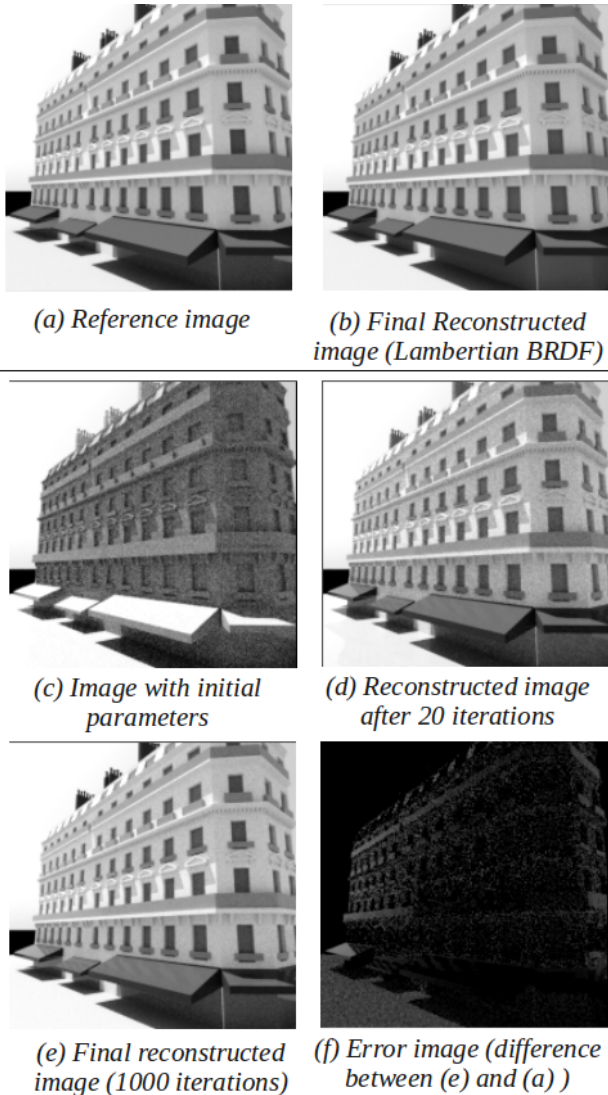 (a) Reference image
(b) Final Reconstructed
image (Lambertian BRDF)
(c) Image with initial
parameters
(d) Reconstructed image
after 20 iterations
(e) Final reconstructed
image (1000 iterations)
(f) Error image (difference
between (e) and (a) )